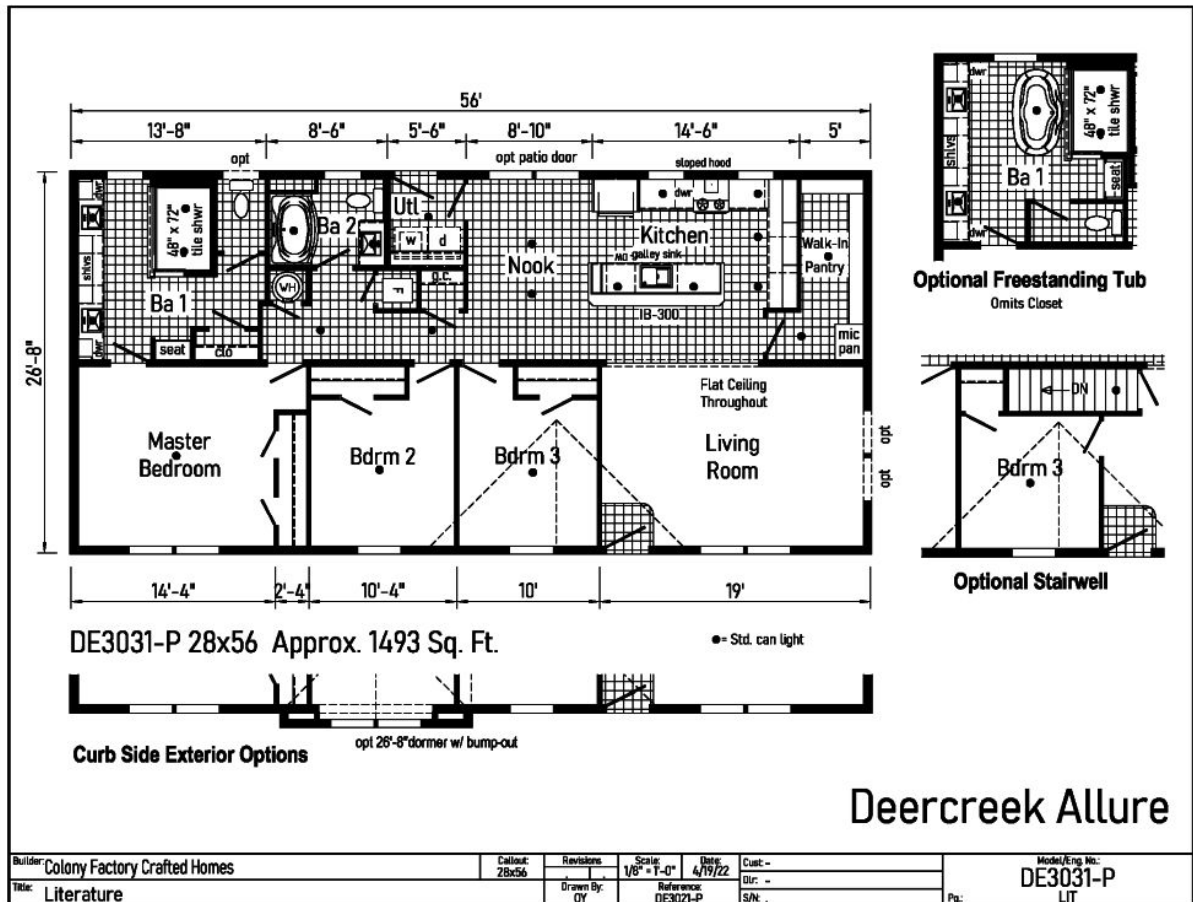 56'
13'-8"
8'-6"
5'-6"
8'-10"
14'-6"
5'
opt
opt patio door
sloped hood
26'-8"
dwr
shlvs
dwr
48" x 72"
tile shwr
Ba 1
seat
clo
Ba 2
WH
Utl
w
d
F
o.c.
Nook
dwr
Kitchen
DW
galley sink
IB-300
Walk-In
Pantry
mic
pan
Master
Bedroom
Bdrm 2
Bdrm 3
Flat Ceiling
Throughout
Living
Room
opt
opt
14'-4"
2'-4"
10'-4"
10'
19'
DE3031-P 28x56 Approx. 1493 Sq. Ft.
●= Std. can light
opt 26'-8"dormer w/ bump-out
Curb Side Exterior Options
dwr
shlvs
dwr
48" x 72"
tile shwr
Ba 1
seat
Optional Freestanding Tub
Omits Closet
DN
Bdrm 3
Optional Stairwell
Deercreek Allure
Builder: Colony Factory Crafted Homes
Title: Literature
Callout:
28x56
Revisions
Scale:
1/8" = 1'-0"
Date:
4/19/22
Drawn By:
OY
Reference:
DE3021-P
Cust: -
Dlr: -
S/N: .
Model/Eng. No.:
DE3031-P
Pg.: LIT